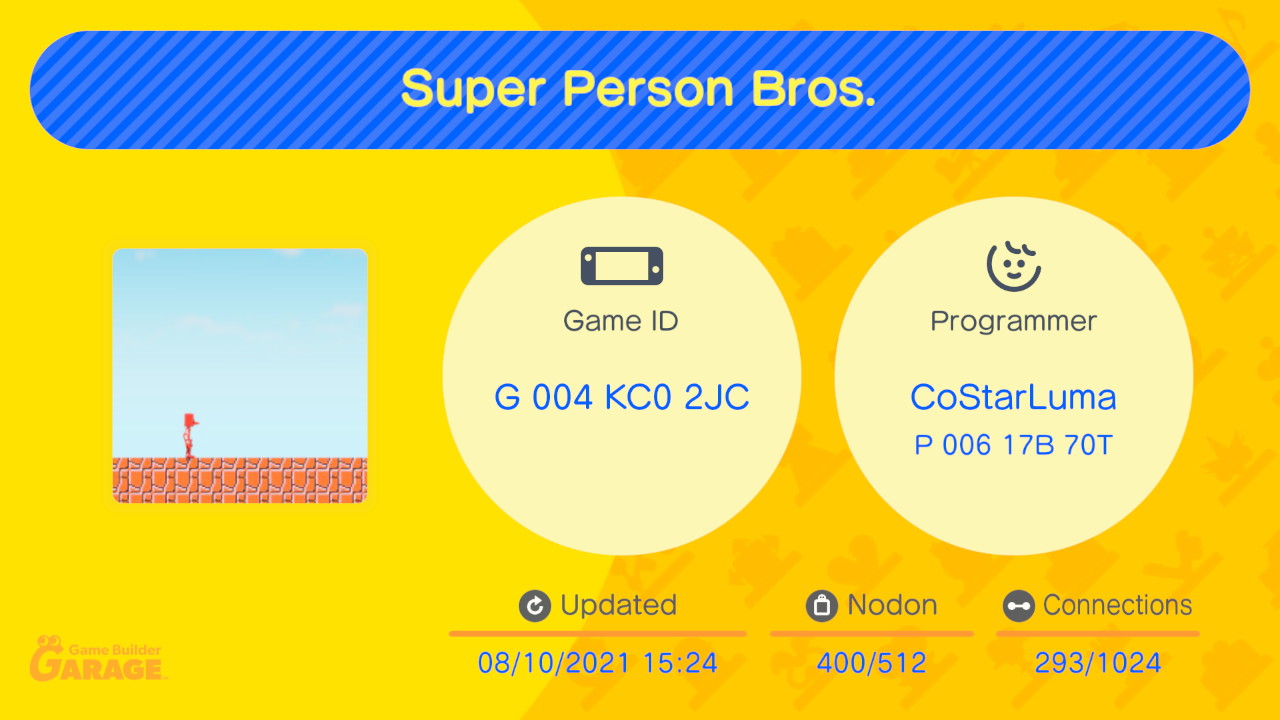 Super Person Bros.
Game ID
G 004 KC0 2JC
Programmer
CoStarLuma
P 006 17B 70T
Updated
08/10/2021 15:24
Nodon
400/512
Connections
293/1024
Game Builder
GARAGE